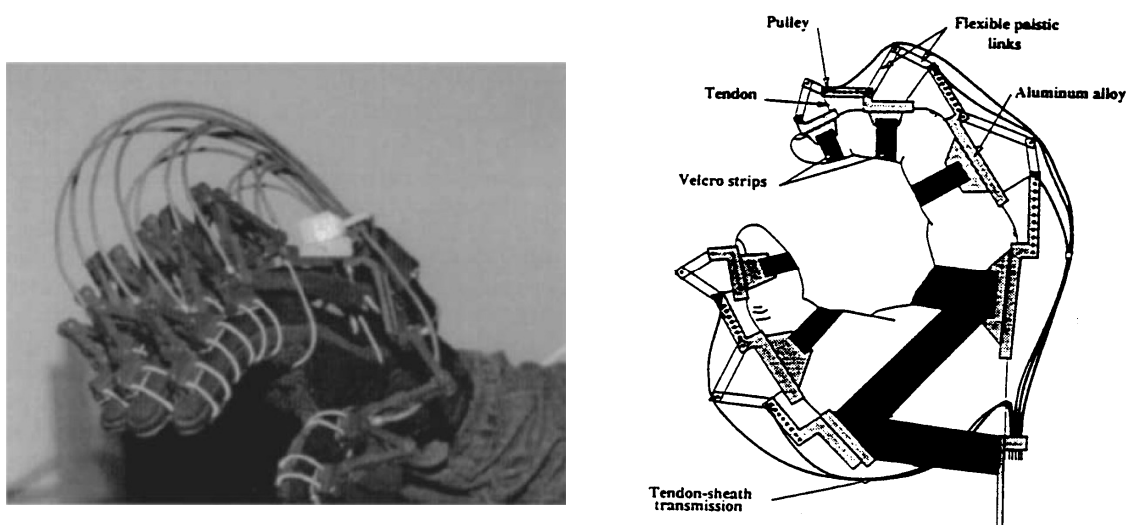 Pulley
Flexible palstic
links
Tendon
Aluminum alloy
Velcro strips
Tendon-sheath
transmission